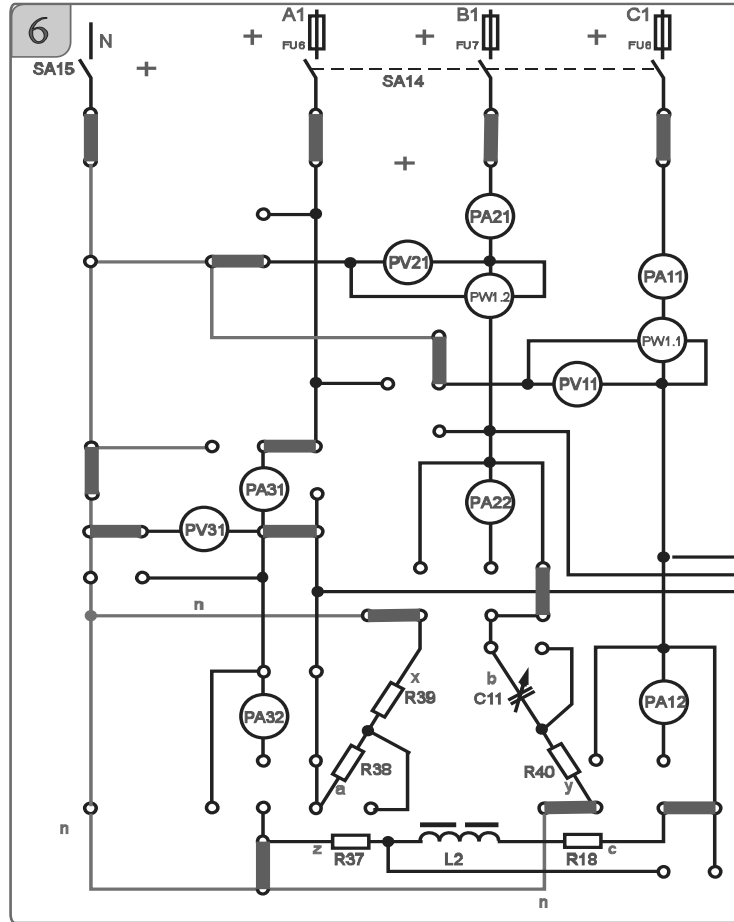 6
N
A1
B1
C1
FU6
FU7
FU8
SA15
SA14
PA21
PV21
PW1.2
PA11
PW1.1
PV11
PA31
PA22
PV31
n
x
R39
b
C11
PA32
PA12
R38
a
R40
y
n
z
R37
L2
R18
c
n